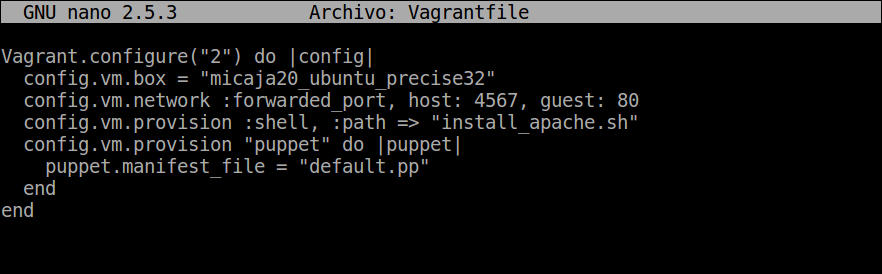 GNU nano 2.5.3 Archivo: Vagrantfile
Vagrant.configure("2") do |config|
  config.vm.box = "micaja20_ubuntu_precise32"
  config.vm.network :forwarded_port, host: 4567, guest: 80
  config.vm.provision :shell, :path => "install_apache.sh"
  config.vm.provision "puppet" do |puppet|
    puppet.manifest_file = "default.pp"
  end
end